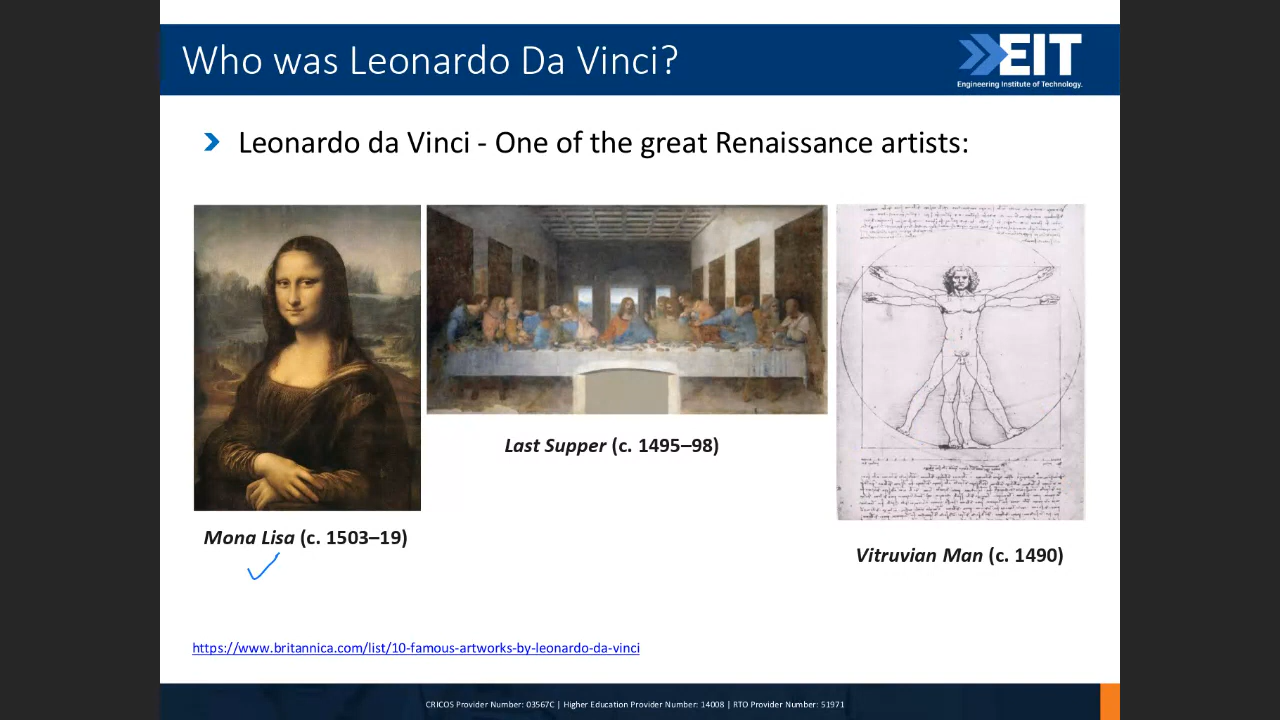 Who was Leonardo Da Vinci?
EIT
Engineering Institute of Technology.
Leonardo da Vinci - One of the great Renaissance artists:
Last Supper (c. 1495–98)
Mona Lisa (c. 1503–19)
Vitruvian Man (c. 1490)
https://www.britannica.com/list/10-famous-artworks-by-leonardo-da-vinci
CRICOS Provider Number: 03567C | Higher Education Provider Number: 14008 | RTO Provider Number: 51971